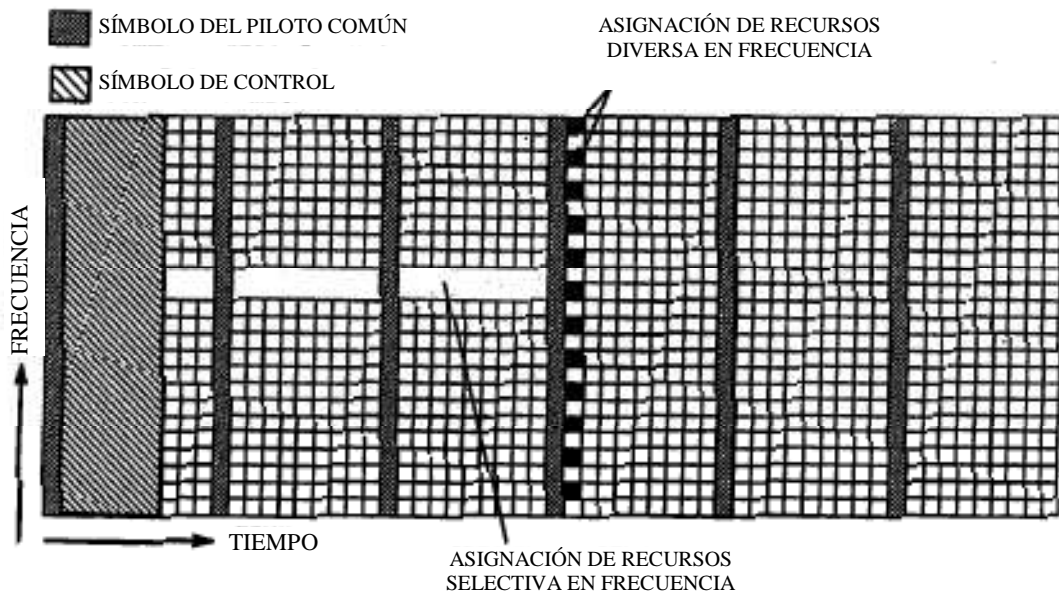 SÍMBOLO DEL PILOTO COMÚN
SÍMBOLO DE CONTROL
ASIGNACIÓN DE RECURSOS
DIVERSA EN FRECUENCIA
FRECUENCIA
TIEMPO
ASIGNACIÓN DE RECURSOS
SELECTIVA EN FRECUENCIA